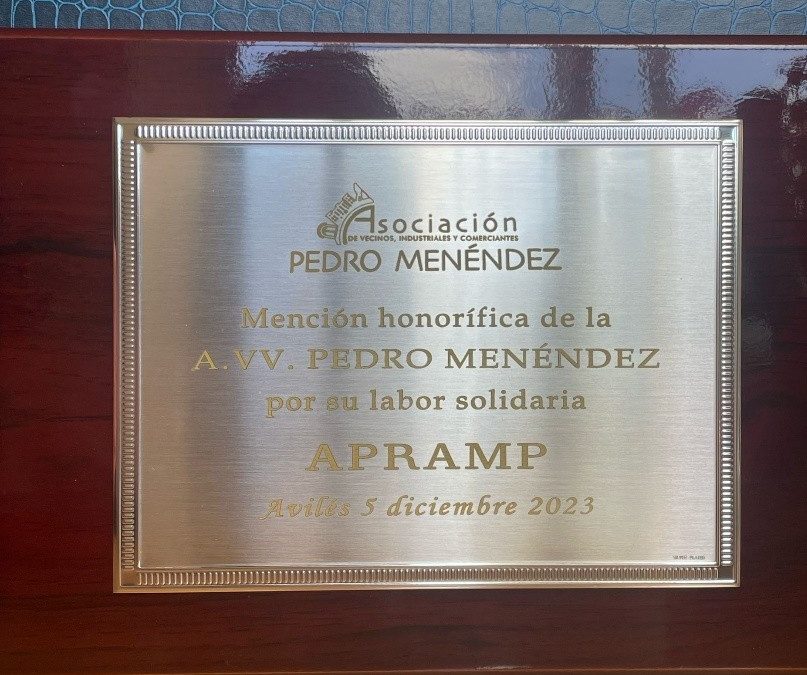 Asociación
DE VECINOS, INDUSTRIALES Y COMERCIANTES
PEDRO MENÉNDEZ
Mención honorífica de la
A.VV. PEDRO MENÉNDEZ
por su labor solidaria
APRAMP
Avilés 5 diciembre 2023